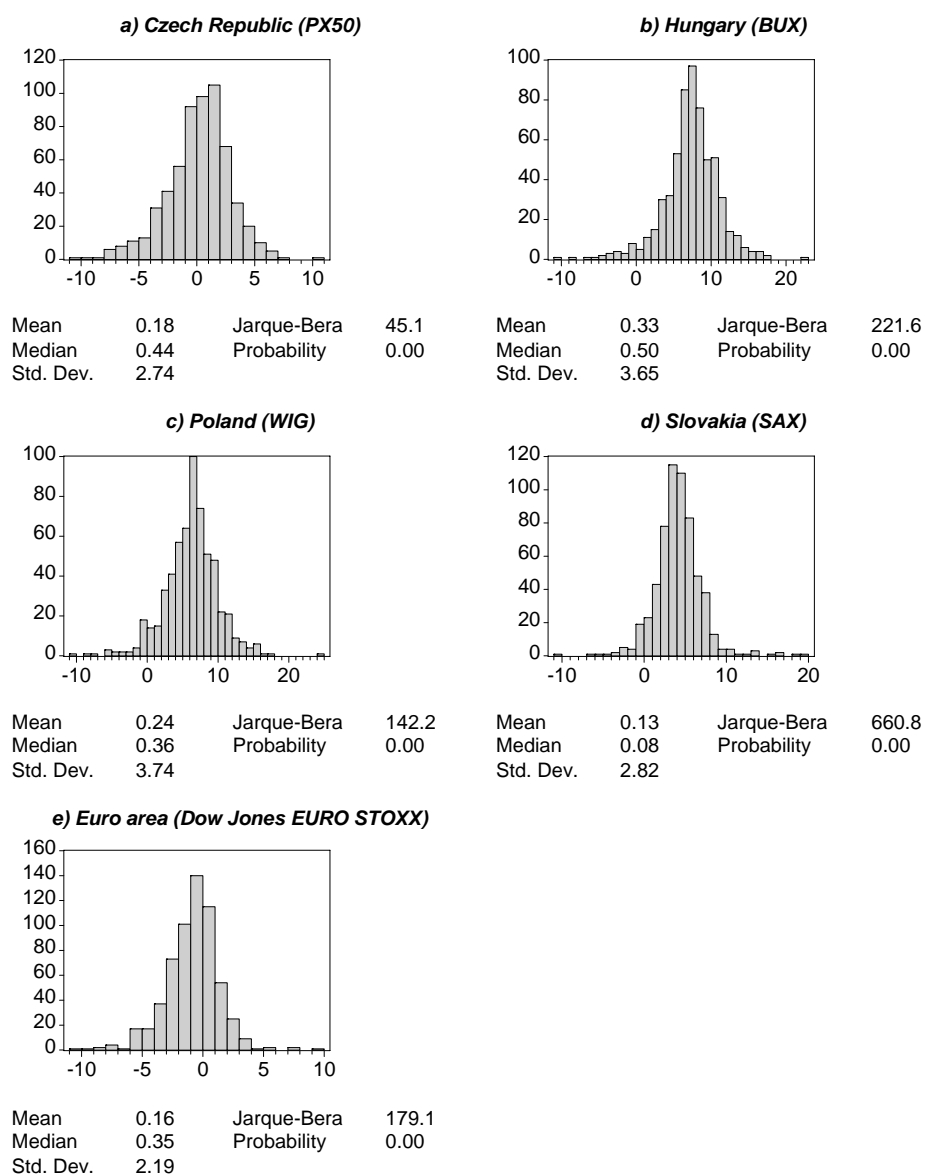 a) Czech Republic (PX50)
120
100
80
60
40
20
0
-10 -5 0 5 10
Mean 0.18 Jarque-Bera 45.1
Median 0.44 Probability 0.00
Std. Dev. 2.74
b) Hungary (BUX)
100
80
60
40
20
0
-10 0 10 20
Mean 0.33 Jarque-Bera 221.6
Median 0.50 Probability 0.00
Std. Dev. 3.65
c) Poland (WIG)
100
80
60
40
20
0
-10 0 10 20
Mean 0.24 Jarque-Bera 142.2
Median 0.36 Probability 0.00
Std. Dev. 3.74
d) Slovakia (SAX)
120
100
80
60
40
20
0
-10 0 10 20
Mean 0.13 Jarque-Bera 660.8
Median 0.08 Probability 0.00
Std. Dev. 2.82
e) Euro area (Dow Jones EURO STOXX)
160
140
120
100
80
60
40
20
0
-10 -5 0 5 10
Mean 0.16 Jarque-Bera 179.1
Median 0.35 Probability 0.00
Std. Dev. 2.19